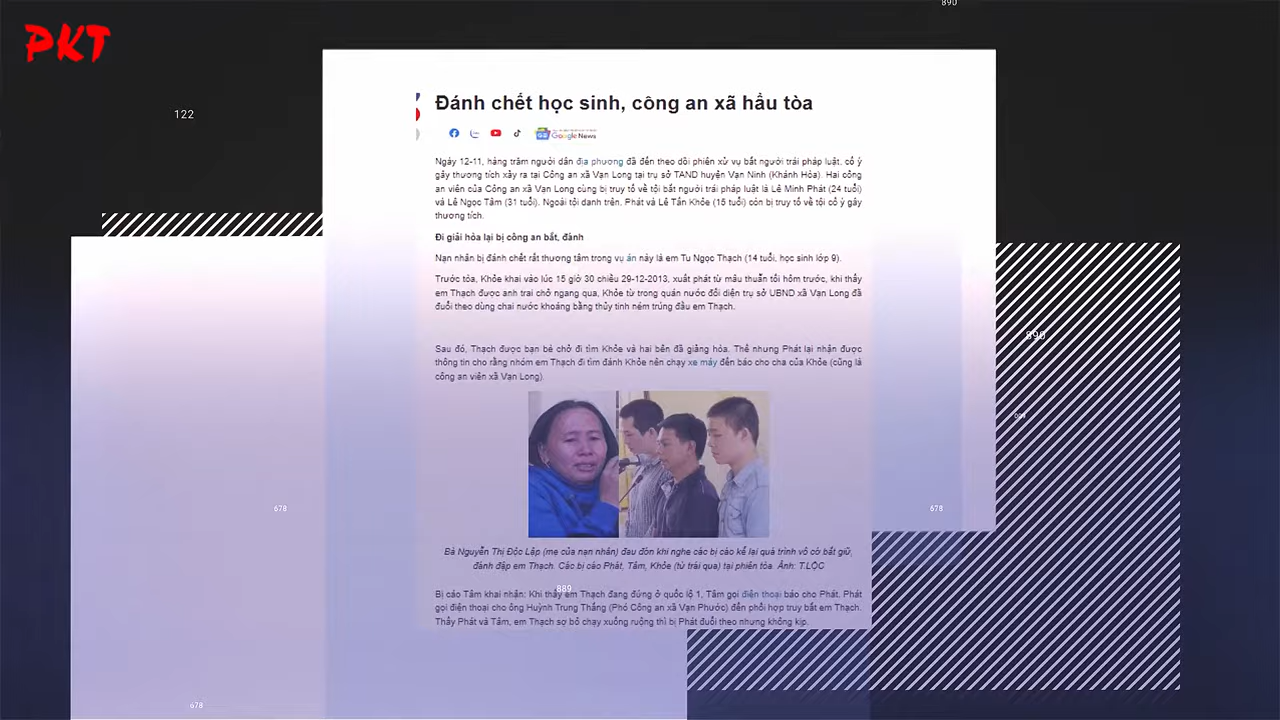 890
PKT
122
Đánh chết học sinh, công an xã hầu tòa
Google News
Ngày 12-11, hàng trăm người dân địa phương đã đến theo dõi phiên xử vụ bắt người trái pháp luật. cố ý
gây thương tích xảy ra tại Công an xã Vạn Long tại trụ sở TAND huyện Vạn Ninh (Khánh Hòa). Hai công
an viên của Công an xã Vạn Long cùng bị truy tố về tội bắt người trái pháp luật là Lê Minh Phát (24 tuổi)
và Lê Ngọc Tâm (31 tuổi). Ngoài tội danh trên, Phát và Lê Tấn Khỏe (15 tuổi) còn bị truy tố về tội cố ý gây
thương tích.
Đi giải hòa lại bị công an bắt, đánh
Nạn nhân bị đánh chết rất thương tâm trong vụ án này là em Tu Ngọc Thạch (14 tuổi, học sinh lớp 9).
Trước tòa, Khỏe khai vào lúc 15 giờ 30 chiều 29-12-2013, xuất phát từ mâu thuẫn tối hôm trước, khi thấy
em Thạch được anh trai chở ngang qua, Khỏe từ trong quán nước đối diện trụ sở UBND xã Vạn Long đã
đuổi theo dùng chai nước khoáng bằng thủy tinh ném trúng đầu em Thạch.
890
Sau đó, Thạch được bạn bè chở đi tìm Khỏe và hai bên đã giảng hòa. Thế nhưng Phát lại nhận được
thông tin cho rằng nhóm em Thạch đi tìm đánh Khỏe nên chạy xe máy đến báo cho cha của Khỏe (cũng là
công an viên xã Vạn Long).
678
678
Bà Nguyễn Thị Độc Lập (mẹ của nạn nhân) đau đớn khi nghe các bị cáo kể lại quá trình vô cớ bắt giữ,
đánh đập em Thạch. Các bị cáo Phát, Tâm, Khỏe (từ trái qua) tại phiên tòa. Ảnh: T.LỘC
889
Bị cáo Tâm khai nhận: Khi thấy em Thạch đang đứng ở quốc lộ 1, Tâm gọi điện thoại báo cho Phát, Phát
gọi điện thoại cho ông Huỳnh Trung Thắng (Phó Công an xã Vạn Phước) đến phối hợp truy bắt em Thạch.
Thấy Phát và Tâm, em Thạch sợ bỏ chạy xuống ruộng thì bị Phát đuổi theo nhưng không kịp.
678